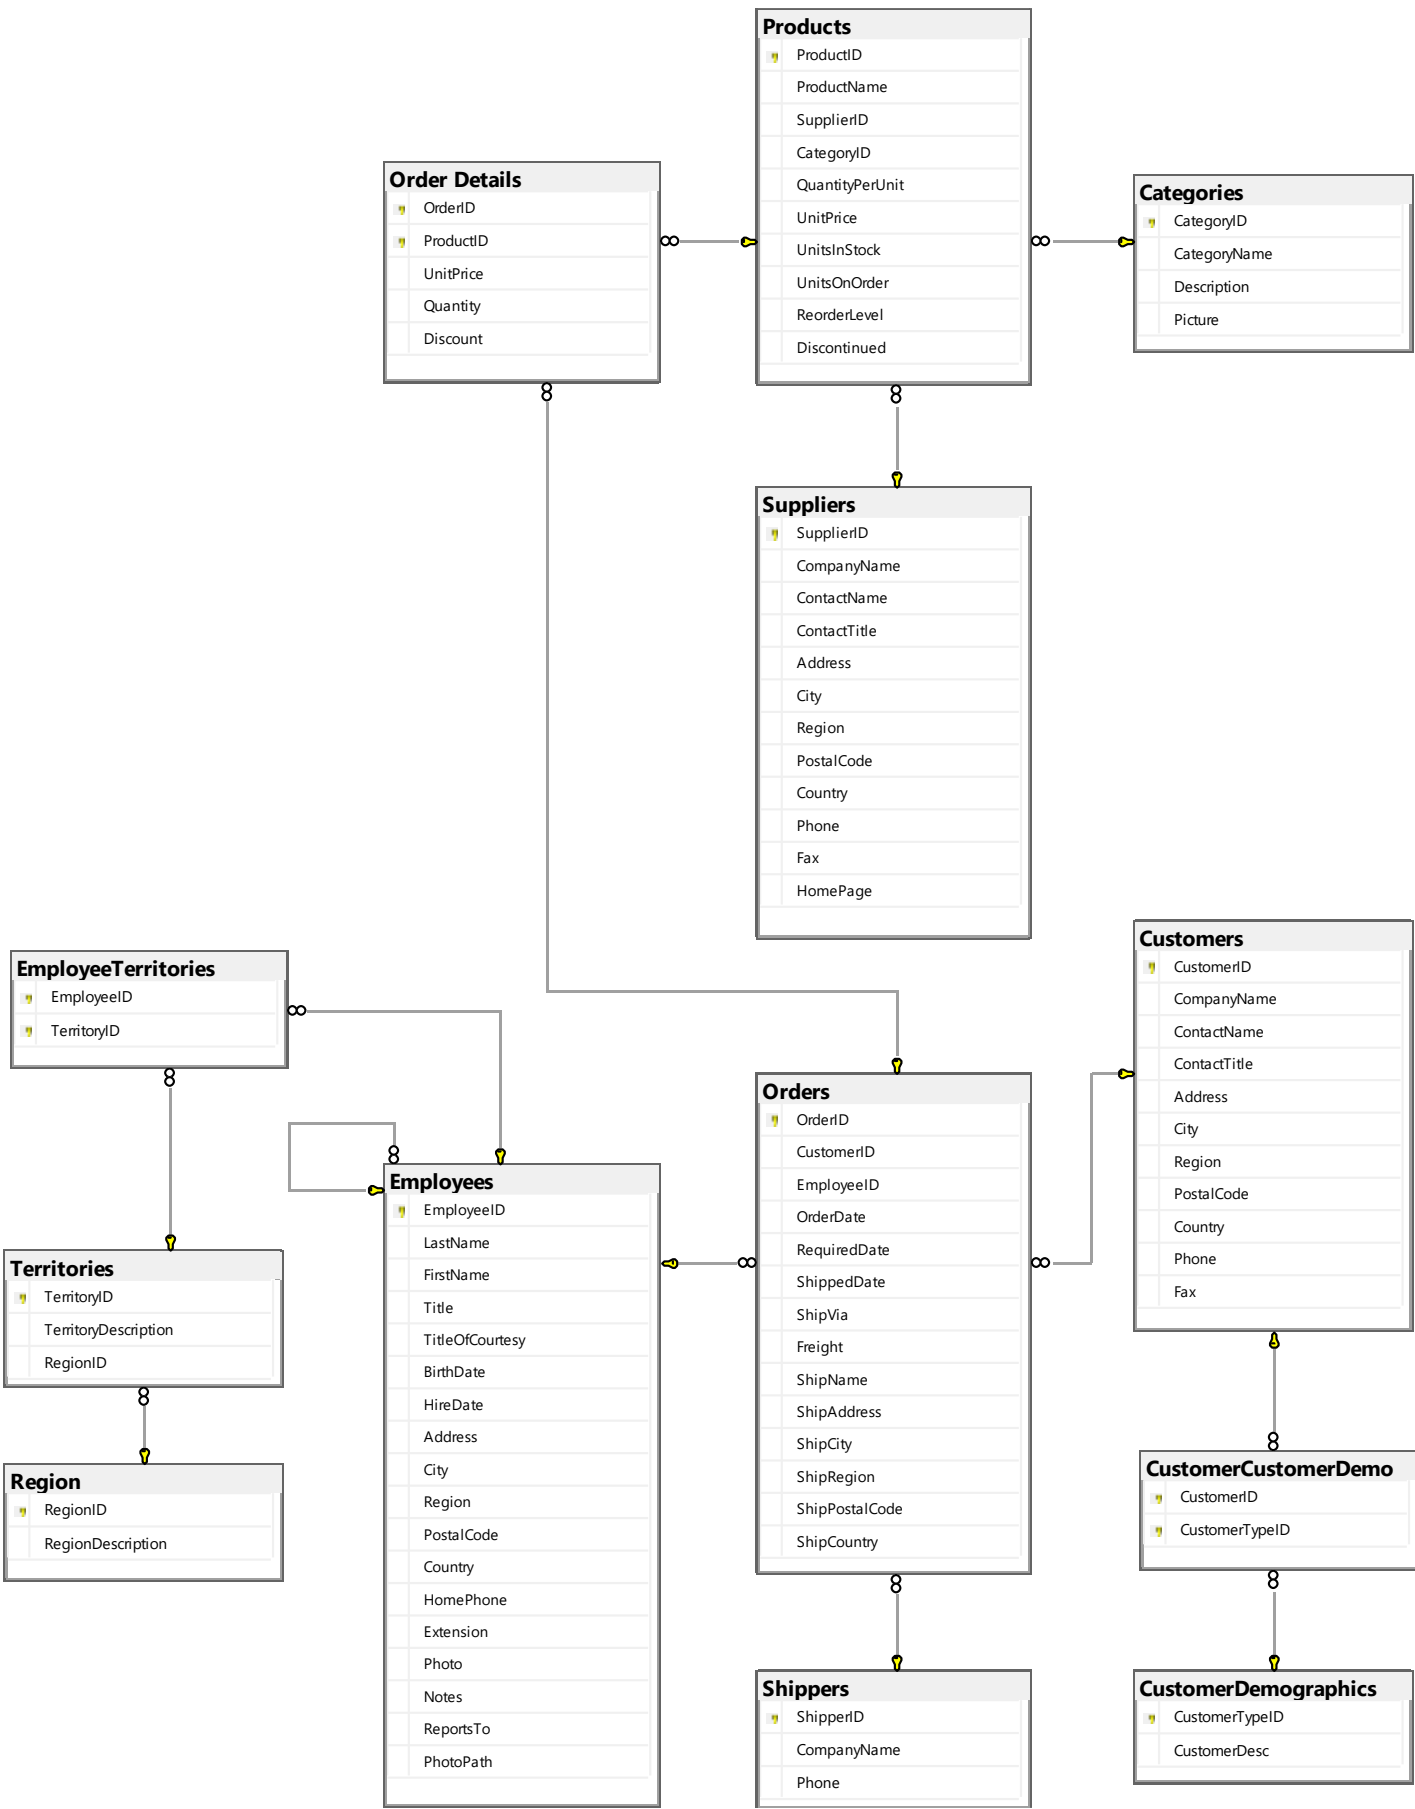 Products
ProductID
ProductName
SupplierID
CategoryID
QuantityPerUnit
UnitPrice
UnitsInStock
UnitsOnOrder
ReorderLevel
Discontinued
Order Details
OrderID
ProductID
UnitPrice
Quantity
Discount
Categories
CategoryID
CategoryName
Description
Picture
Suppliers
SupplierID
CompanyName
ContactName
ContactTitle
Address
City
Region
PostalCode
Country
Phone
Fax
HomePage
Customers
CustomerID
CompanyName
ContactName
ContactTitle
Address
City
Region
PostalCode
Country
Phone
Fax
EmployeeTerritories
EmployeeID
TerritoryID
Orders
OrderID
CustomerID
EmployeeID
OrderDate
RequiredDate
ShippedDate
ShipVia
Freight
ShipName
ShipAddress
ShipCity
ShipRegion
ShipPostalCode
ShipCountry
Employees
EmployeeID
LastName
FirstName
Title
TitleOfCourtesy
BirthDate
HireDate
Address
City
Region
PostalCode
Country
HomePhone
Extension
Photo
Notes
ReportsTo
PhotoPath
Territories
TerritoryID
TerritoryDescription
RegionID
Region
RegionID
RegionDescription
CustomerCustomerDemo
CustomerID
CustomerTypeID
Shippers
ShipperID
CompanyName
Phone
CustomerDemographics
CustomerTypeID
CustomerDesc